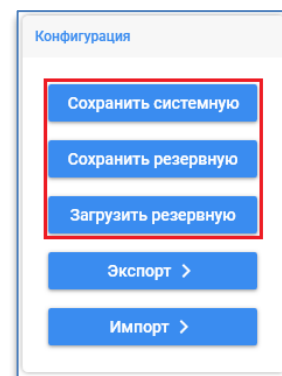 Конфигурация
Сохранить системную
Сохранить резервную
Загрузить резервную
Экспорт >
Импорт >